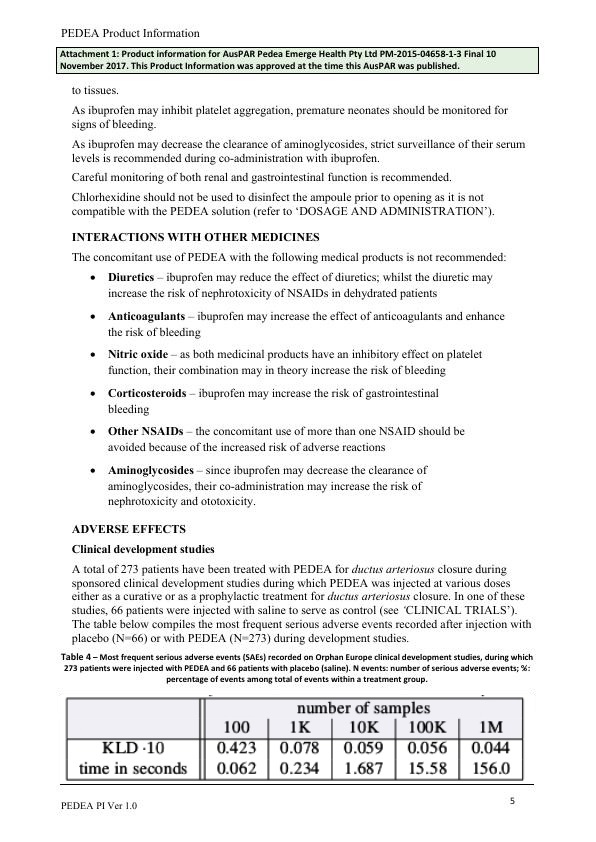 PEDEA Product Information
Attachment 1: Product information for AusPAR Pedea Emerge Health Pty Ltd PM-2015-04658-1-3 Final 10
November 2017. This Product Information was approved at the time this AusPAR was published.
to tissues.
As ibuprofen may inhibit platelet aggregation, premature neonates should be monitored for
signs of bleeding.
As ibuprofen may decrease the clearance of aminoglycosides, strict surveillance of their serum
levels is recommended during co-administration with ibuprofen.
Careful monitoring of both renal and gastrointestinal function is recommended.
Chlorhexidine should not be used to disinfect the ampoule prior to opening as it is not
compatible with the PEDEA solution (refer to ‘DOSAGE AND ADMINISTRATION’).
INTERACTIONS WITH OTHER MEDICINES
The concomitant use of PEDEA with the following medical products is not recommended:
• Diuretics – ibuprofen may reduce the effect of diuretics; whilst the diuretic may
increase the risk of nephrotoxicity of NSAIDs in dehydrated patients
• Anticoagulants – ibuprofen may increase the effect of anticoagulants and enhance
the risk of bleeding
• Nitric oxide – as both medicinal products have an inhibitory effect on platelet
function, their combination may in theory increase the risk of bleeding
• Corticosteroids – ibuprofen may increase the risk of gastrointestinal
bleeding
• Other NSAIDs – the concomitant use of more than one NSAID should be
avoided because of the increased risk of adverse reactions
• Aminoglycosides – since ibuprofen may decrease the clearance of
aminoglycosides, their co-administration may increase the risk of
nephrotoxicity and ototoxicity.
ADVERSE EFFECTS
Clinical development studies
A total of 273 patients have been treated with PEDEA for ductus arteriosus closure during
sponsored clinical development studies during which PEDEA was injected at various doses
either as a curative or as a prophylactic treatment for ductus arteriosus closure. In one of these
studies, 66 patients were injected with saline to serve as control (see ‘CLINICAL TRIALS’).
The table below compiles the most frequent serious adverse events recorded after injection with
placebo (N=66) or with PEDEA (N=273) during development studies.
Table 4 – Most frequent serious adverse events (SAEs) recorded on Orphan Europe clinical development studies, during which
273 patients were injected with PEDEA and 66 patients with placebo (saline). N events: number of serious adverse events; %:
percentage of events among total of events within a treatment group.
number of samples
100 1K 10K 100K 1M
KLD ·10 0.423 0.078 0.059 0.056 0.044
time in seconds 0.062 0.234 1.687 15.58 156.0
PEDEA PI Ver 1.0
5